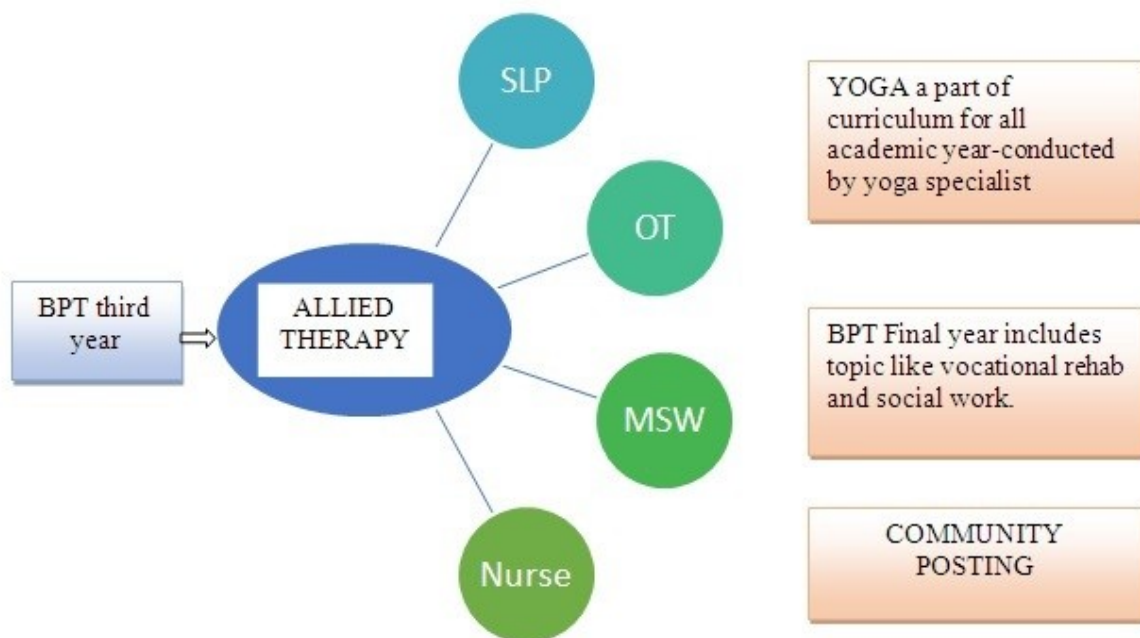 SLP
YOGA a part of
curriculum for all
academic year-conducted
by yoga specialist
OT
BPT third
year
ALLIED
THERAPY
BPT Final year includes
topic like vocational rehab
and social work.
MSW
Nurse
COMMUNITY
POSTING